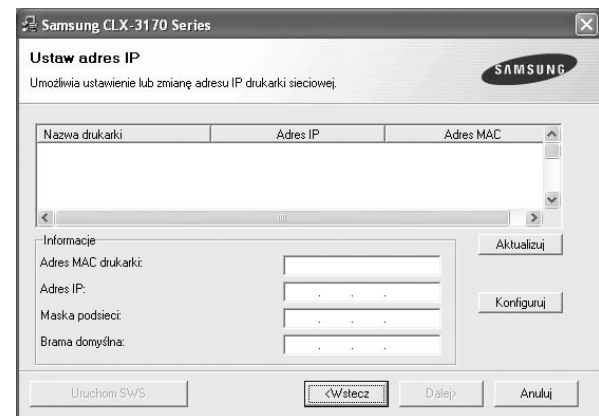 Samsung CLX-3170 Series
Ustaw adres IP
Umożliwia ustawienie lub zmianę adresu IP drukarki sieciowej.
SAMSUNG
Nazwa drukarki Adres IP Adres MAC
Informacje
Aktualizuj
Adres MAC drukarki:
Adres IP: . . .
Konfiguruj
Maska podsieci: . . .
Brama domyślna: . . .
Uruchom SWS <Wstecz Dalej> Anuluj